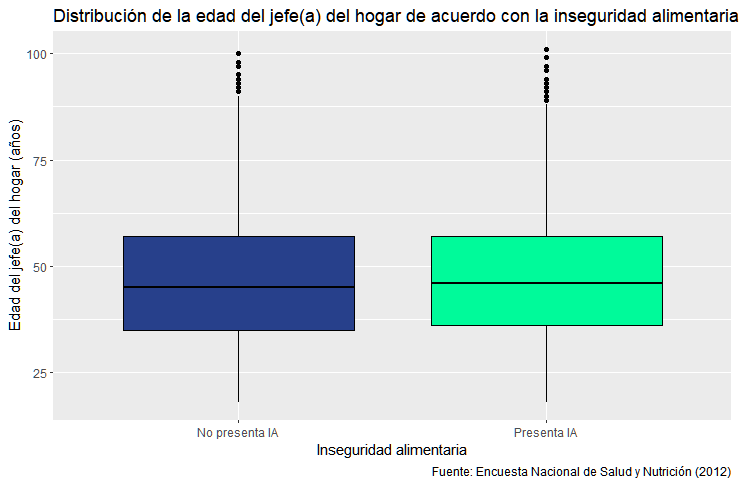 Distribución de la edad del jefe(a) del hogar de acuerdo con la inseguridad alimentaria
Edad del jefe(a) del hogar (años)
100
75
50
25
No presenta IA
Presenta IA
Inseguridad alimentaria
Fuente: Encuesta Nacional de Salud y Nutrición (2012)